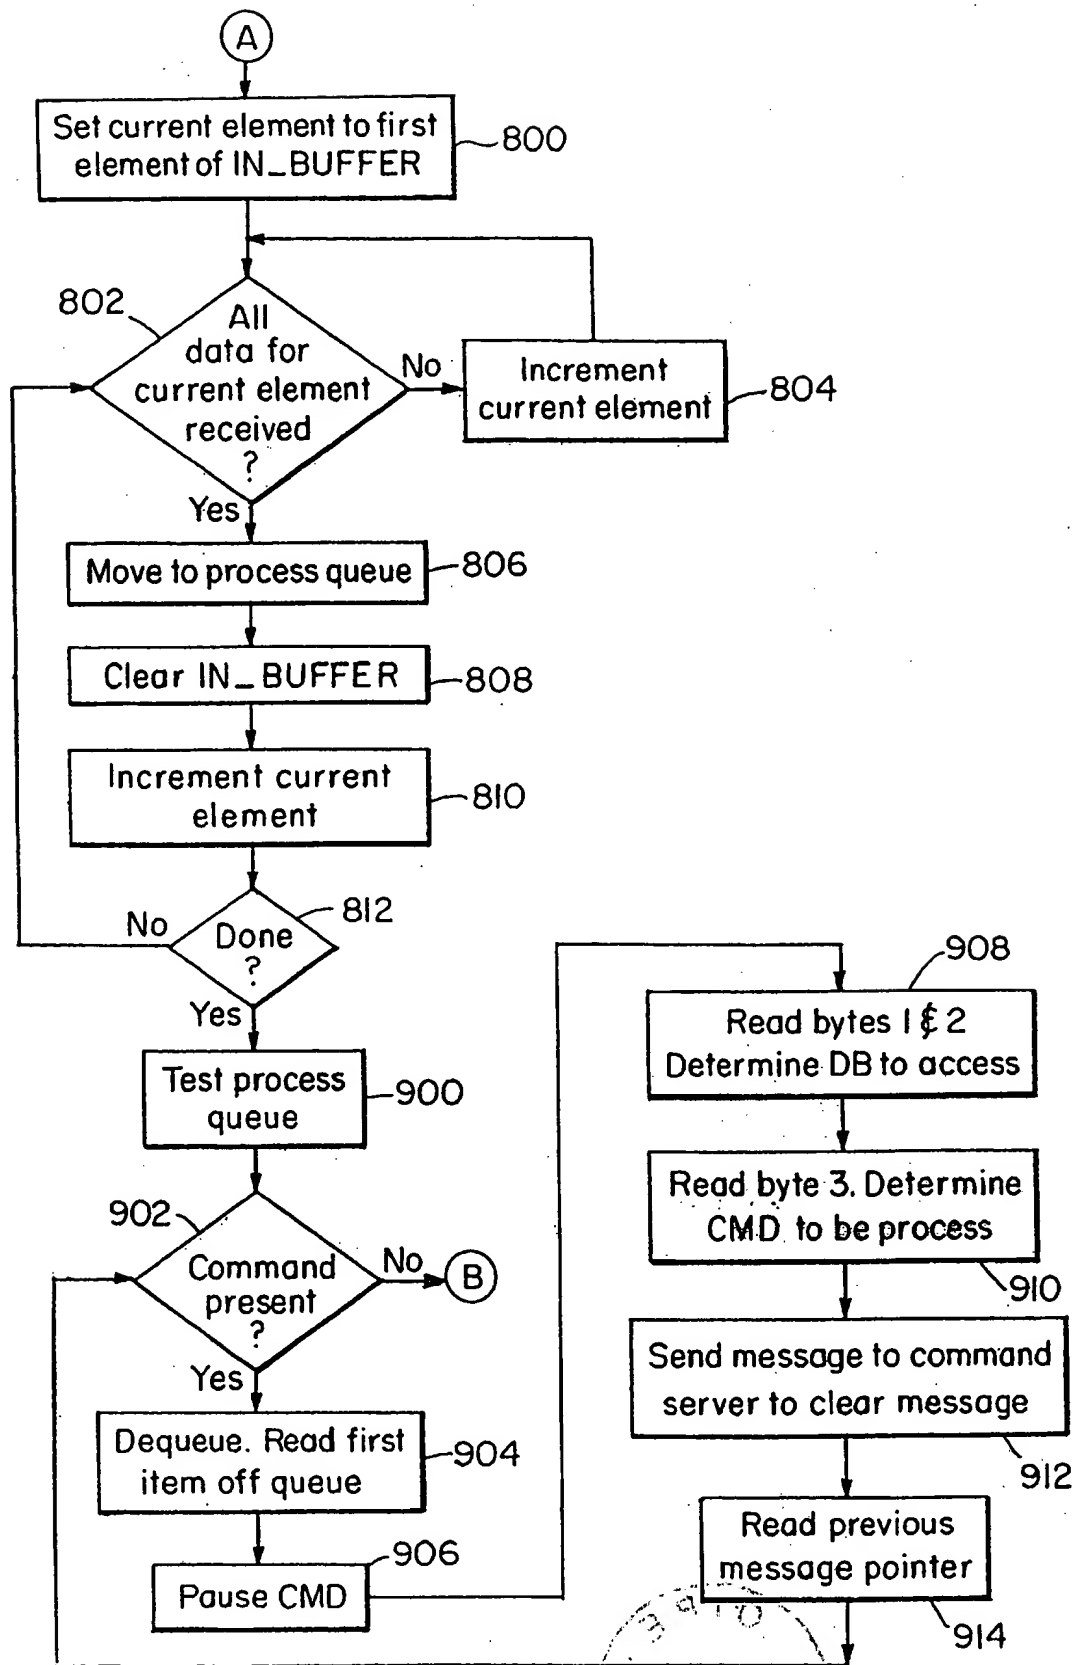 A
Set current element to first
element of IN_BUFFER
800
802
All
data for
current element
received
?
No
Increment
current element
804
Yes
Move to process queue
806
Clear IN_BUFFER
808
Increment current
element
810
812
No
Done
?
Yes
Test process
queue
900
902
Command
present
?
No
B
Yes
Dequeue. Read first
item off queue
904
906
Pause CMD
908
Read bytes 1 & 2
Determine DB to access
Read byte 3. Determine
CMD to be process
910
Send message to command
server to clear message
912
Read previous
message pointer
914